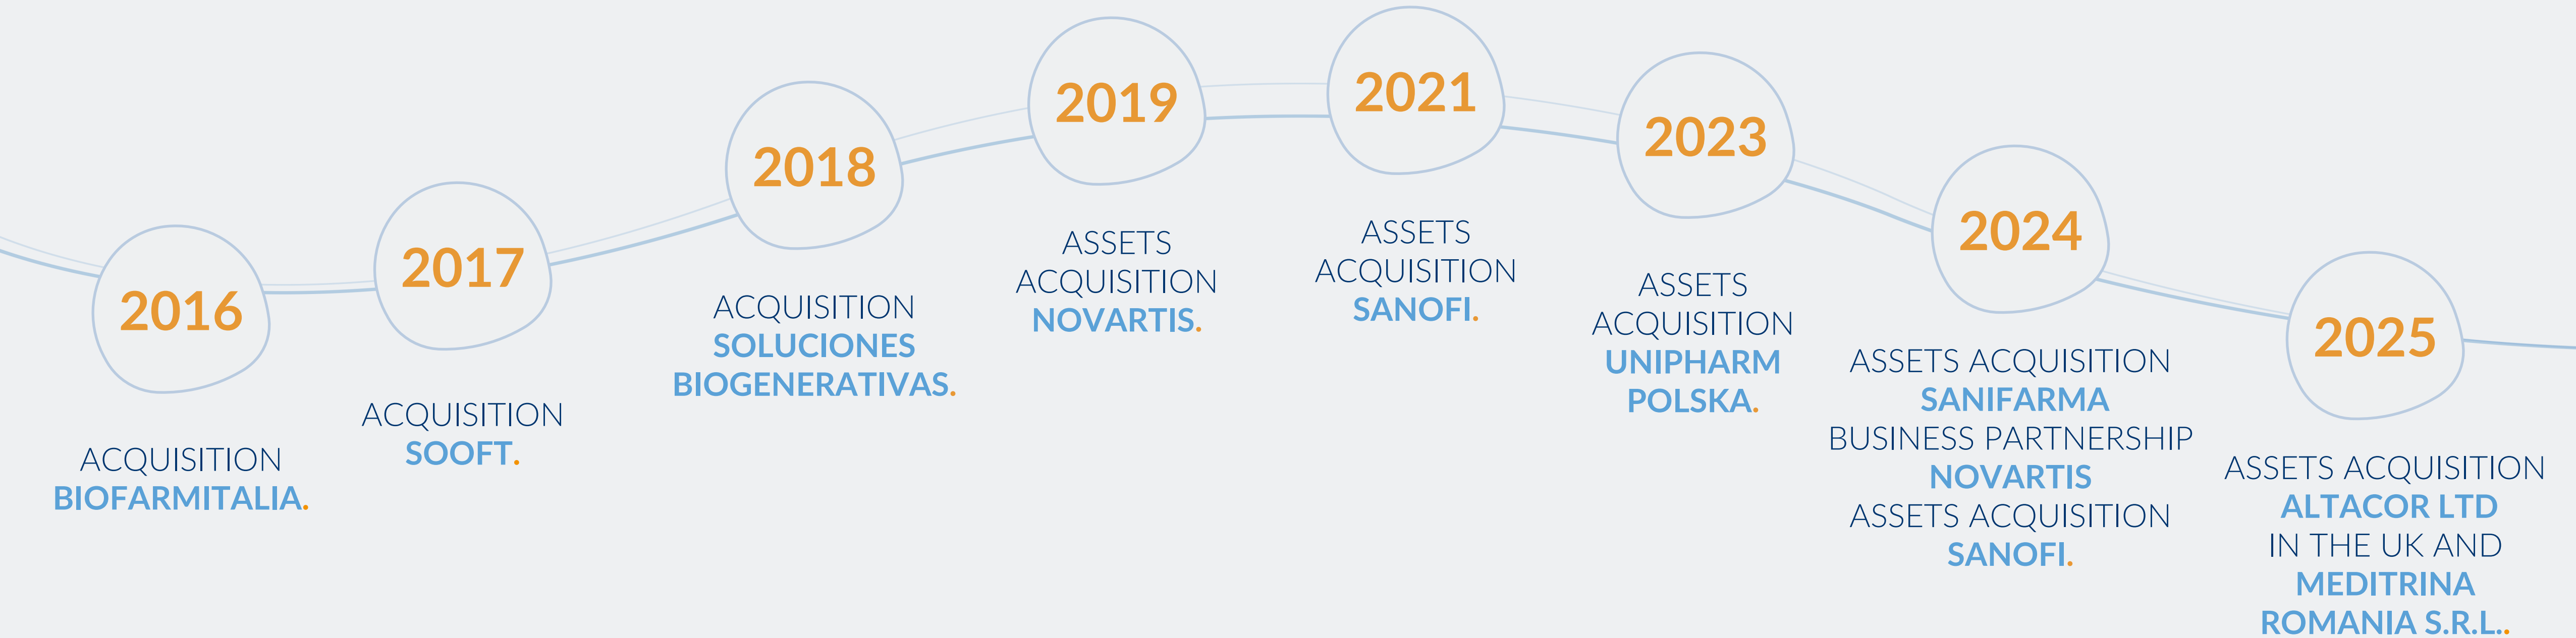 2016
ACQUISITION
BIOFARMITALIA.
2017
ACQUISITION
SOOFT.
2018
ACQUISITION
SOLUCIONES
BIOGENERATIVAS.
2019
ASSETS
ACQUISITION
NOVARTIS.
2021
ASSETS
ACQUISITION
SANOFI.
2023
ASSETS
ACQUISITION
UNIPHARM
POLSKA.
2024
ASSETS ACQUISITION
SANIFARMA
BUSINESS PARTNERSHIP
NOVARTIS
ASSETS ACQUISITION
SANOFI.
2025
ASSETS ACQUISITION
ALTACOR LTD
IN THE UK AND
MEDITRINA
ROMANIA S.R.L..